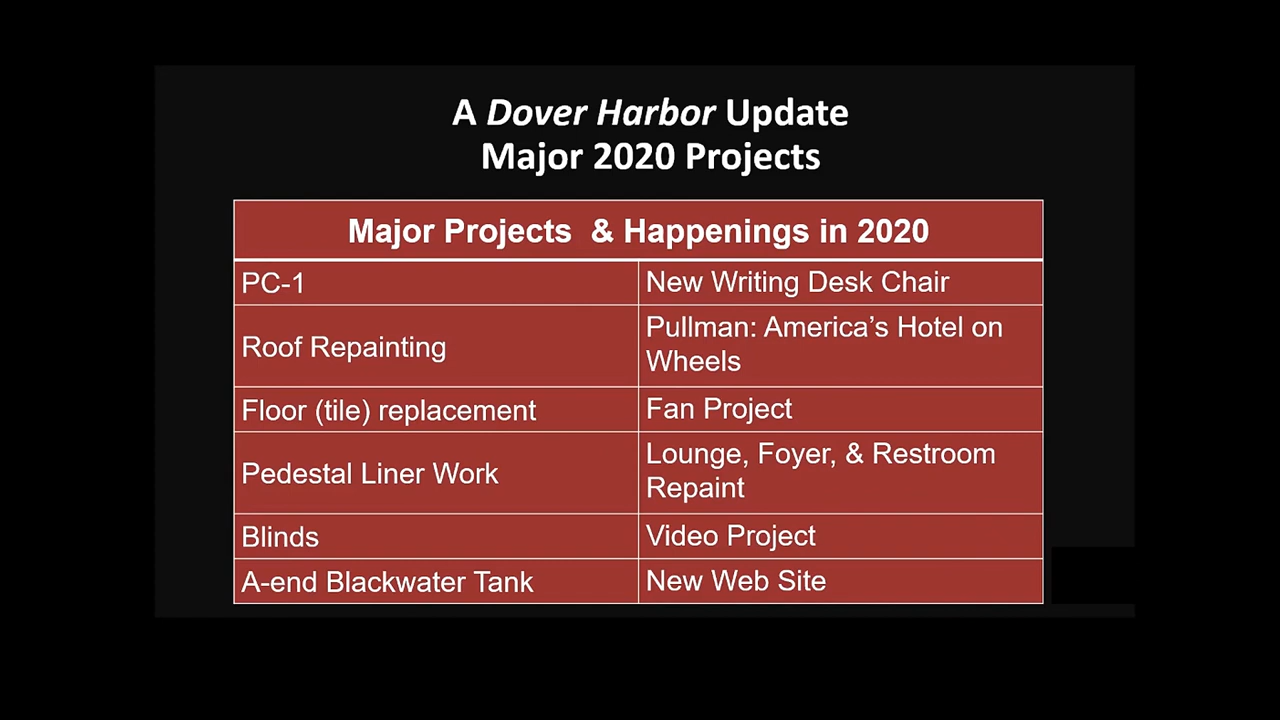 A Dover Harbor Update
Major 2020 Projects
Major Projects & Happenings in 2020
PC-1
New Writing Desk Chair
Roof Repainting
Pullman: America’s Hotel on
Wheels
Floor (tile) replacement
Fan Project
Pedestal Liner Work
Lounge, Foyer, & Restroom
Repaint
Blinds
Video Project
A-end Blackwater Tank
New Web Site